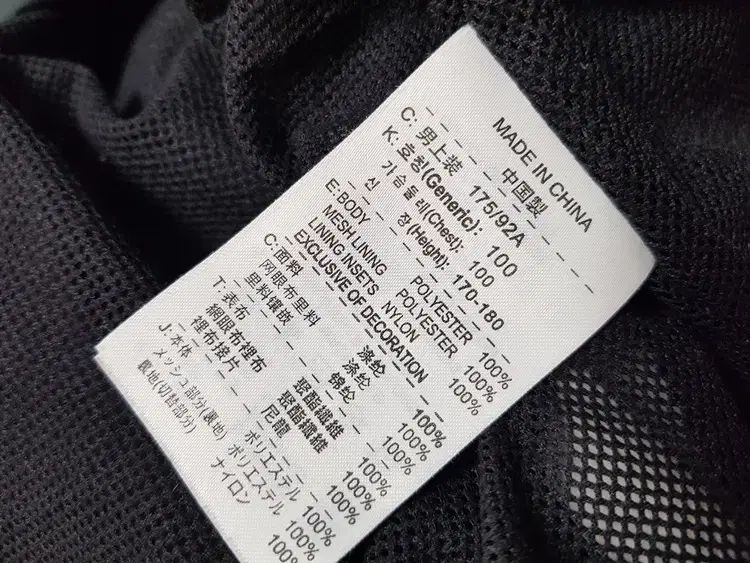 MADE IN CHINA
中国製
C: 男上装 175/92A
K: 호칭(Generic): 100
가슴둘레(Chest): 100
신 장(Height): 170-180
E: BODY POLYESTER 100%
MESH LINING POLYESTER 100%
LINING INSETS NYLON 100%
EXCLUSIVE OF DECORATION
C: 面料 涤纶 100%
网眼布里料 涤纶 100%
里料镶嵌 锦纶 100%
T: 表布 聚酯纖維 100%
網眼布裡布 聚酯纖維 100%
裡布接片 尼龍 100%
J: 本体 ポリエステル 100%
メッシュ部分(裏地) ポリエステル 100%
裏地(切替部分) ナイロン 100%